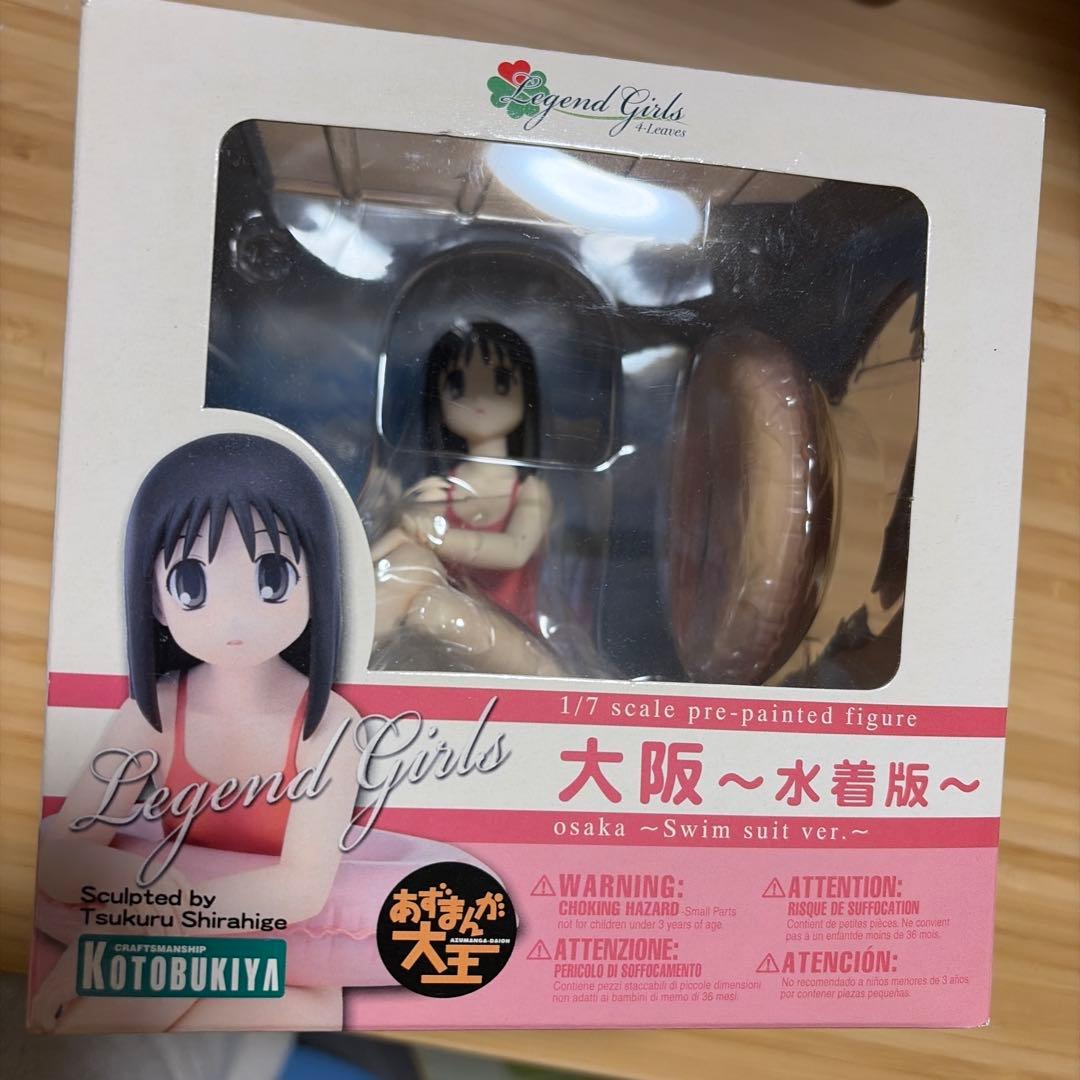 Legend Girls
4-Leaves
1/7 scale pre-painted figure
大阪〜水着版〜
osaka 〜Swim suit ver.〜
Legend Girls
Sculpted by
Tsukuru Shirahige
CRAFTSMANSHIP
KOTOBUKIYA
あずまんが
AZUMANGA-DAIOH
大王
⚠WARNING:
CHOKING HAZARD-Small Parts
not for children under 3 years of age.
⚠ATTENTION:
RISQUE DE SUFFOCATION
Contient de petites pièces. Ne convient
pas à un enfantde moins de 36 mois.
⚠ATTENZIONE:
PERICOLO DI SOFFOCAMENTO
Contiene pezzi staccabili di piccole dimensioni
non adatti ai bambini di memo di 36 mesi.
⚠ATENCIÓN:
No recomendado a niños menores de 3 años
por contener piezas pequeñas.